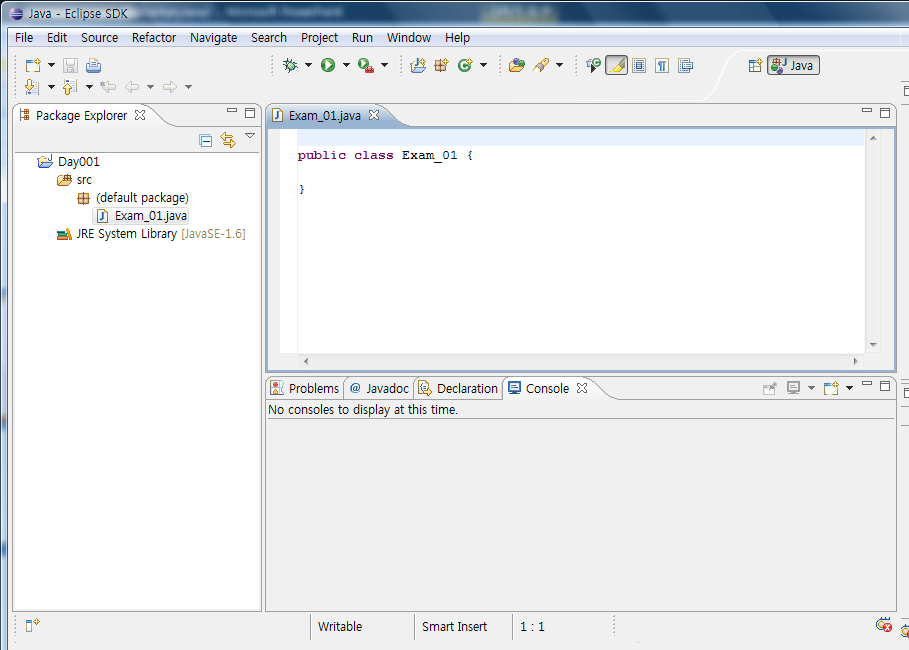 Java - Eclipse SDK
File Edit Source Refactor Navigate Search Project Run Window Help
Java
Package Explorer
Exam_01.java
Day001
src
(default package)
Exam_01.java
JRE System Library [JavaSE-1.6]
public class Exam_01 {
}
Problems @ Javadoc Declaration Console
No consoles to display at this time.
Writable Smart Insert 1 : 1